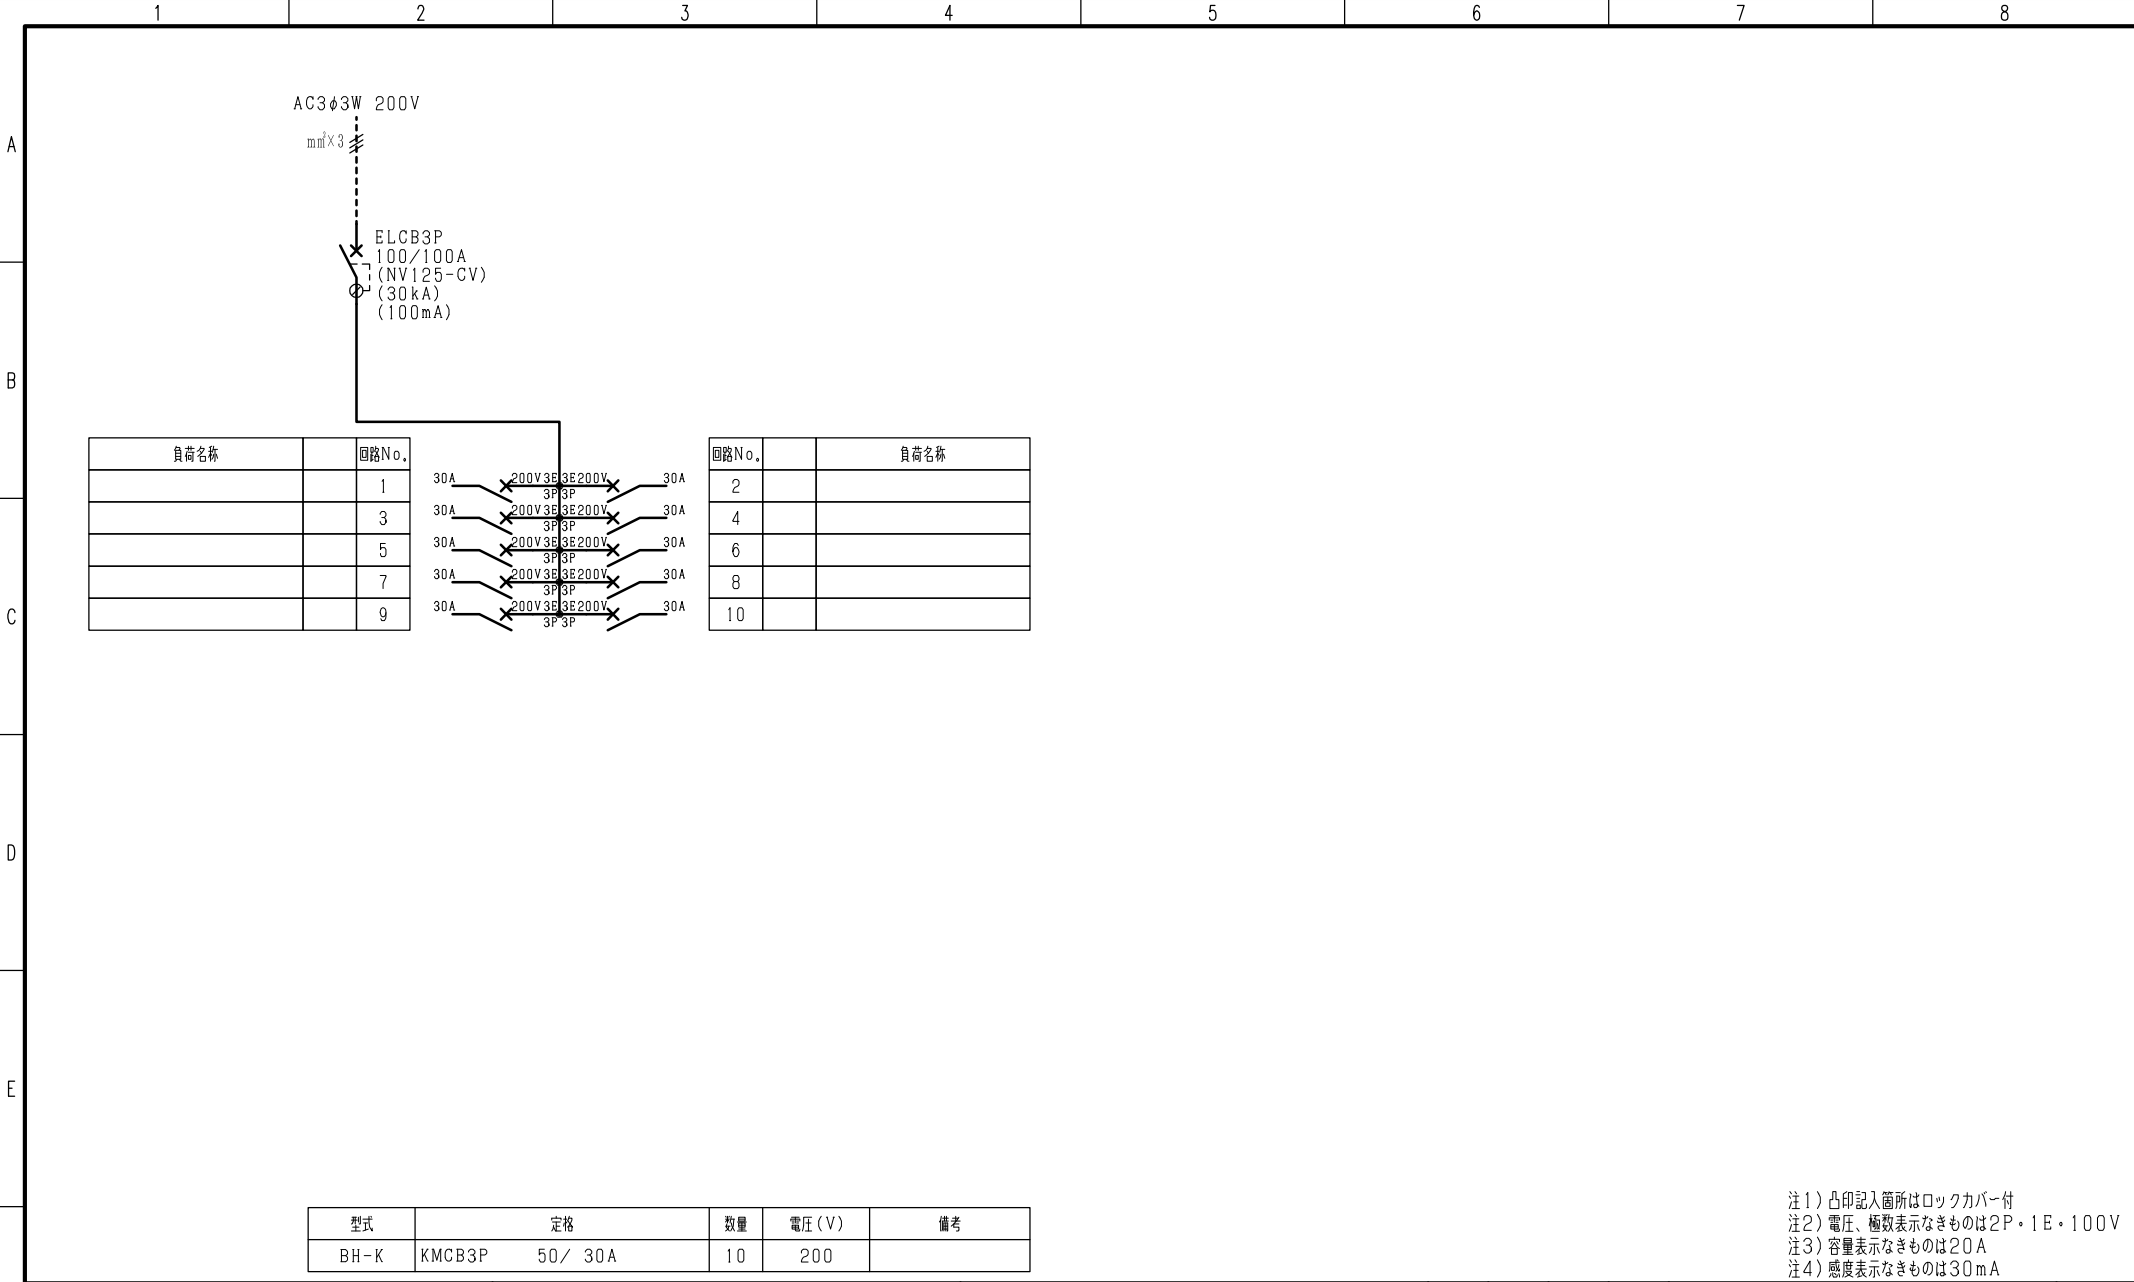 1 2 3 4 5 6 7 8
A
B
C
D
E
AC3φ3W 200V
mm²×3
ELCB3P
100/100A
(NV125-CV)
(30kA)
(100mA)
負荷名称 回路No.
1
3
5
7
9
30A 200V3E 3E200V 30A
3P 3P
30A 200V3E 3E200V 30A
3P 3P
30A 200V3E 3E200V 30A
3P 3P
30A 200V3E 3E200V 30A
3P 3P
30A 200V3E 3E200V 30A
3P 3P
回路No. 負荷名称
2
4
6
8
10
型式 定格 数量 電圧(V) 備考
BH-K KMCB3P 50/ 30A 10 200
注1)凸印記入箇所はロックカバー付
注2)電圧、極数表示なきものは2P・1E・100V
注3)容量表示なきものは20A
注4)感度表示なきものは30mA